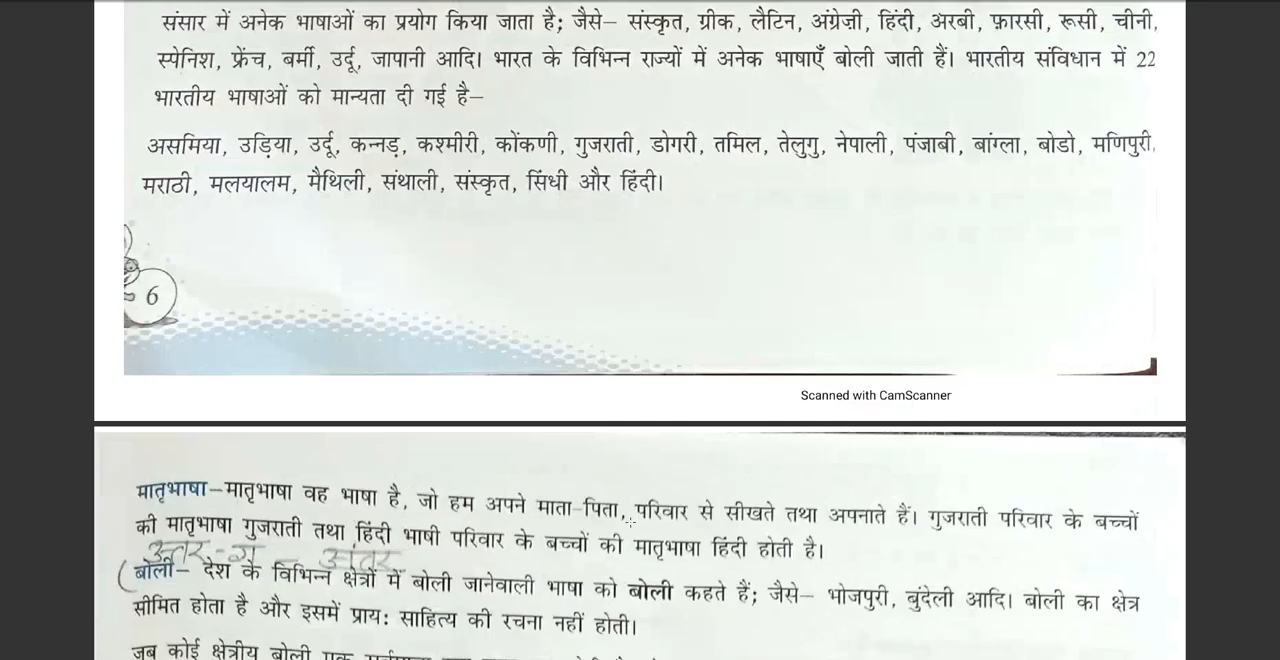 संसार में अनेक भाषाओं का प्रयोग किया जाता है; जैसे– संस्कृत, ग्रीक, लैटिन, अंग्रेज़ी, हिंदी, अरबी, फ़ारसी, रूसी, चीनी,
स्पेनिश, फ्रेंच, बर्मी, उर्दू, जापानी आदि। भारत के विभिन्न राज्यों में अनेक भाषाएँ बोली जाती हैं। भारतीय संविधान में 22
भारतीय भाषाओं को मान्यता दी गई है–
असमिया, उड़िया, उर्दू, कन्नड़, कश्मीरी, कोंकणी, गुजराती, डोगरी, तमिल, तेलुगु, नेपाली, पंजाबी, बांग्ला, बोडो, मणिपुरी,
मराठी, मलयालम, मैथिली, संथाली, संस्कृत, सिंधी और हिंदी।
6
Scanned with CamScanner
मातृभाषा–मातृभाषा वह भाषा है, जो हम अपने माता-पिता, परिवार से सीखते तथा अपनाते हैं। गुजराती परिवार के बच्चों
की मातृभाषा गुजराती तथा हिंदी भाषी परिवार के बच्चों की मातृभाषा हिंदी होती है।
अंतर
(बोली– देश के विभिन्न क्षेत्रों में बोली जानेवाली भाषा को बोली कहते हैं; जैसे– भोजपुरी, बुंदेली आदि। बोली का क्षेत्र
सीमित होता है और इसमें प्राय: साहित्य की रचना नहीं होती।
जब कोई क्षेत्रीय बोली एक